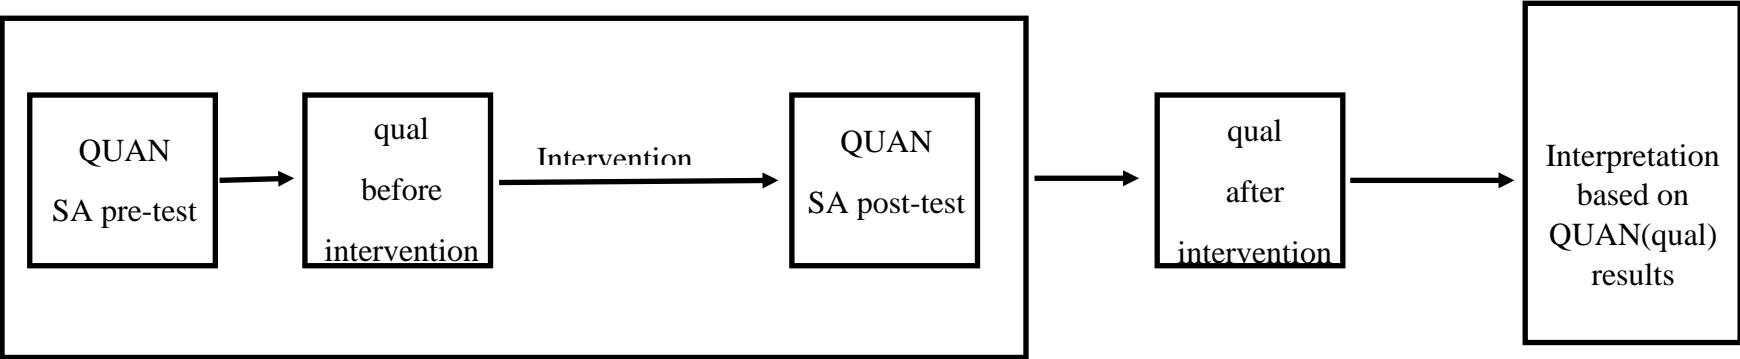 QUAN
SA pre-test
qual
before
intervention
Intervention
QUAN
SA post-test
qual
after
intervention
Interpretation
based on
QUAN(qual)
results